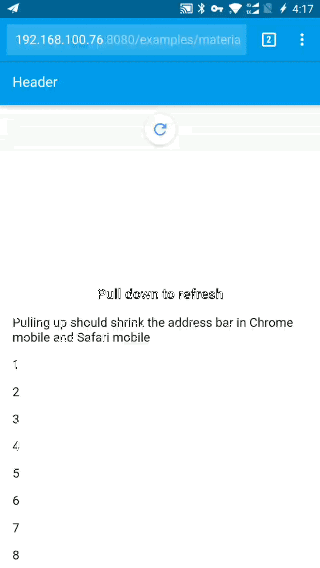 4:17
192.168.100.76:8080/examples/materia
2
Header
Pull down to refresh
Pulling up should shrink the address bar in Chrome
mobile and Safari mobile
1
2
3
4
5
6
7
8